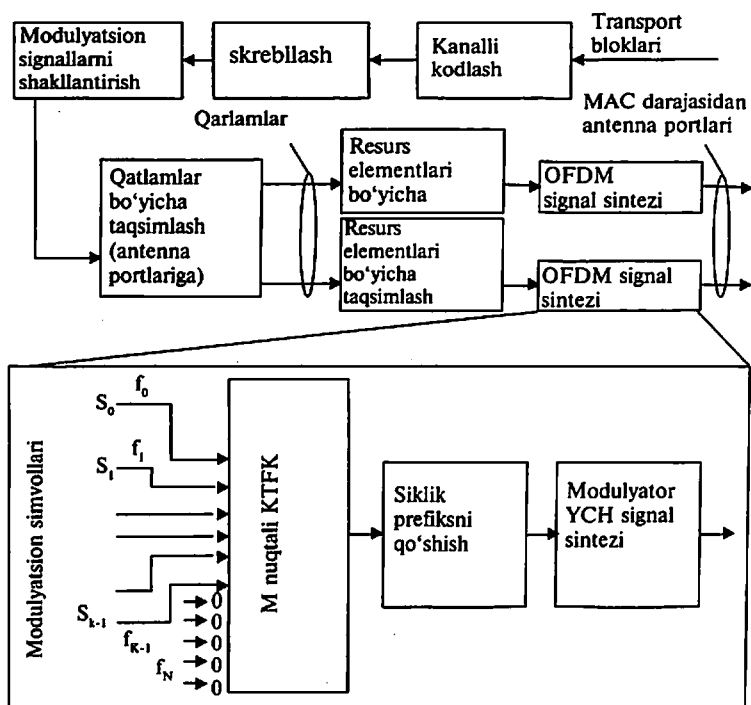 Modulyatsion
signallarni
shakllantirish
skrebllash
Kanalli
kodlash
Transport
bloklari
Qarlamlar
MAC darajasidan
antenna portlari
Qatlamlar
bo‘yicha
taqsimlash
(antenna
portlariga)
Resurs
elementlari
bo‘yicha
OFDM
signal sintezi
Resurs
elementlari
bo‘yicha
taqsimlash
OFDM signal
sintezi
Modulyatsion simvollari
S₀
f₀
S₁
f₁
Sₖ₋₁
f_K-1
f_N
0
0
0
0
0
M nuqtali KTFK
Siklik
prefiksni
qo‘shish
Modulyator
YCH signal
sintezi